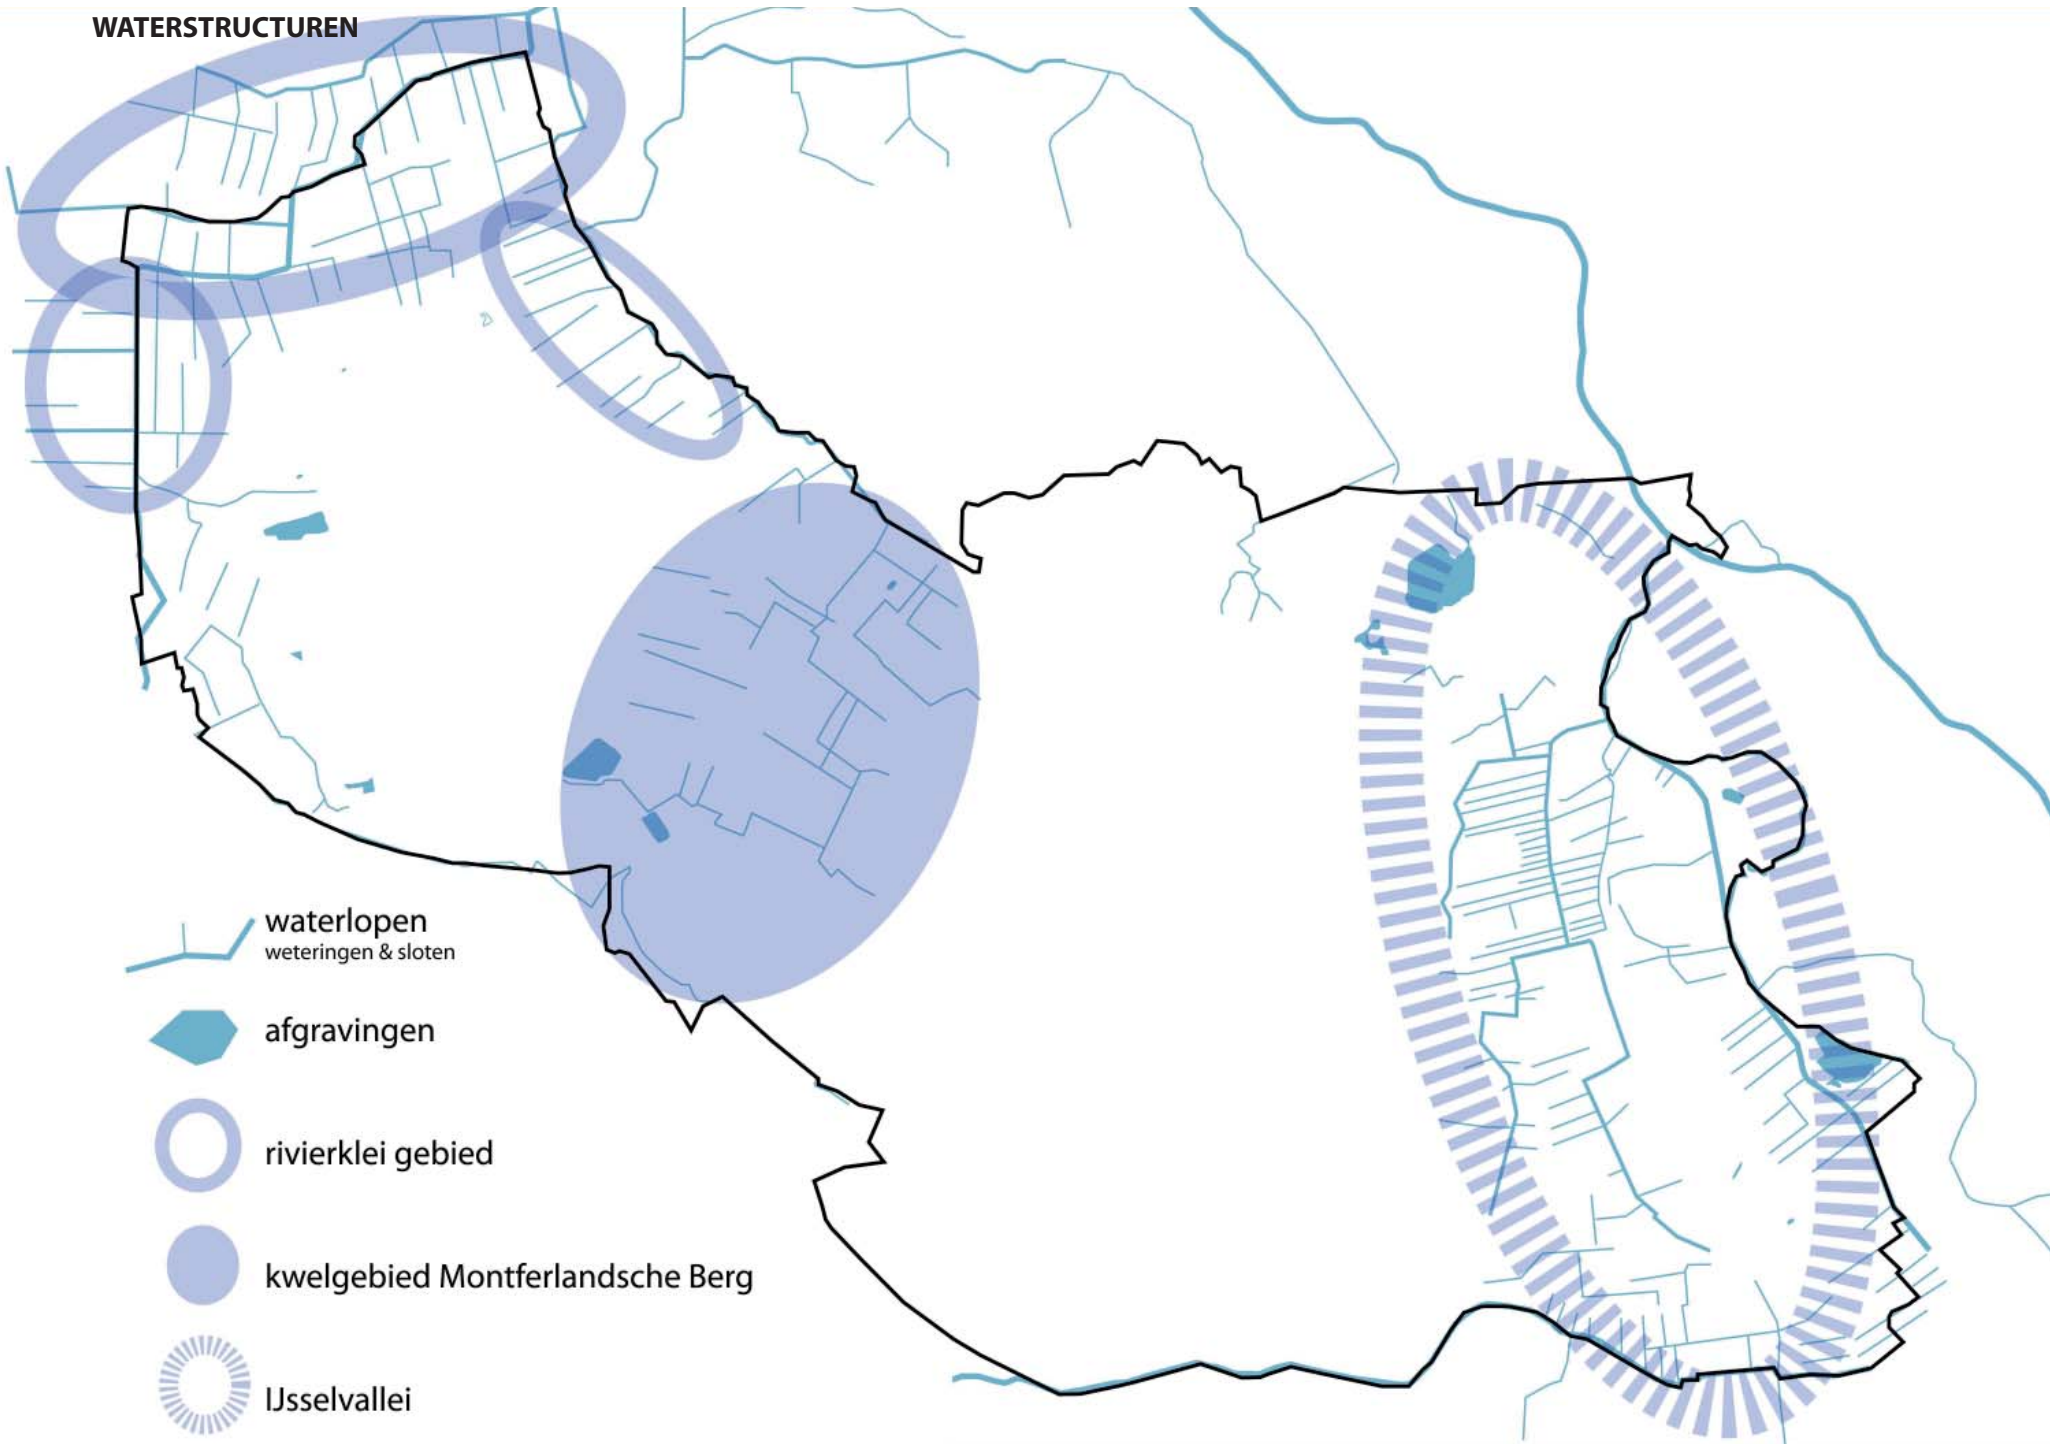 WATERSTRUCTUREN
waterlopen
weteringen & sloten
afgravingen
rivierklei gebied
kwelgebied Montferlandsche Berg
IJsselvallei